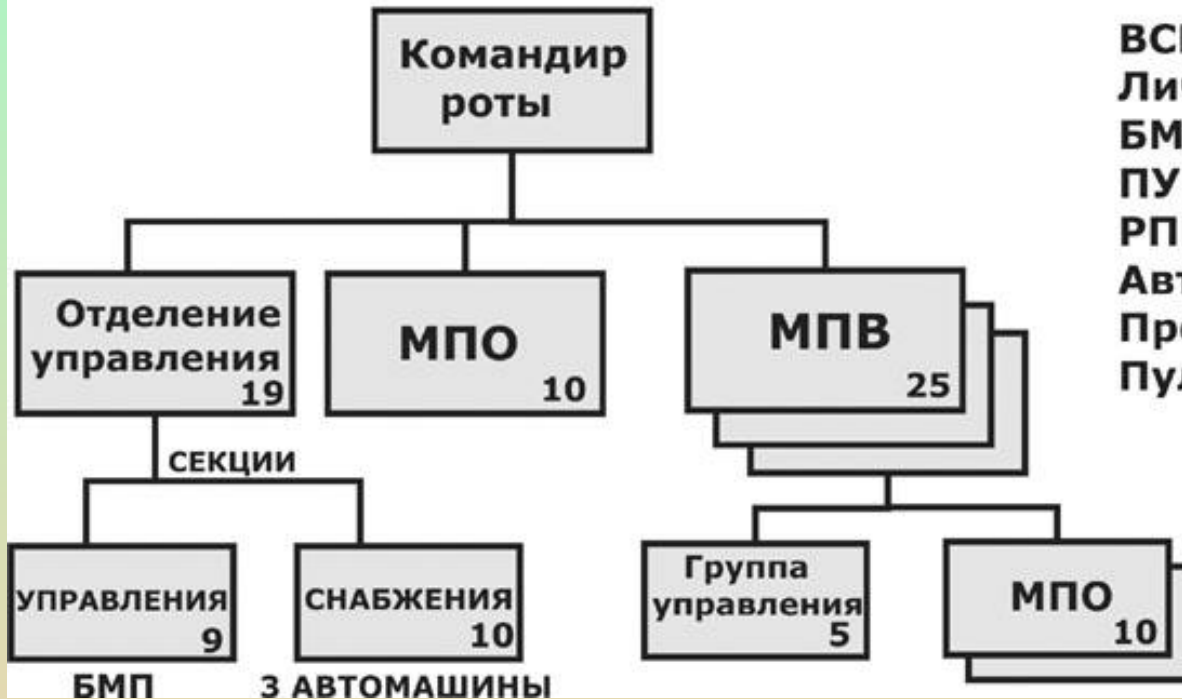 Командир
роты
Отделение
управления
19
МПО
10
МПВ
25
СЕКЦИИ
УПРАВЛЕНИЯ
9
БМП
СНАБЖЕНИЯ
10
3 АВТОМАШИНЫ
Группа
управления
5
МПО
10
ПУ